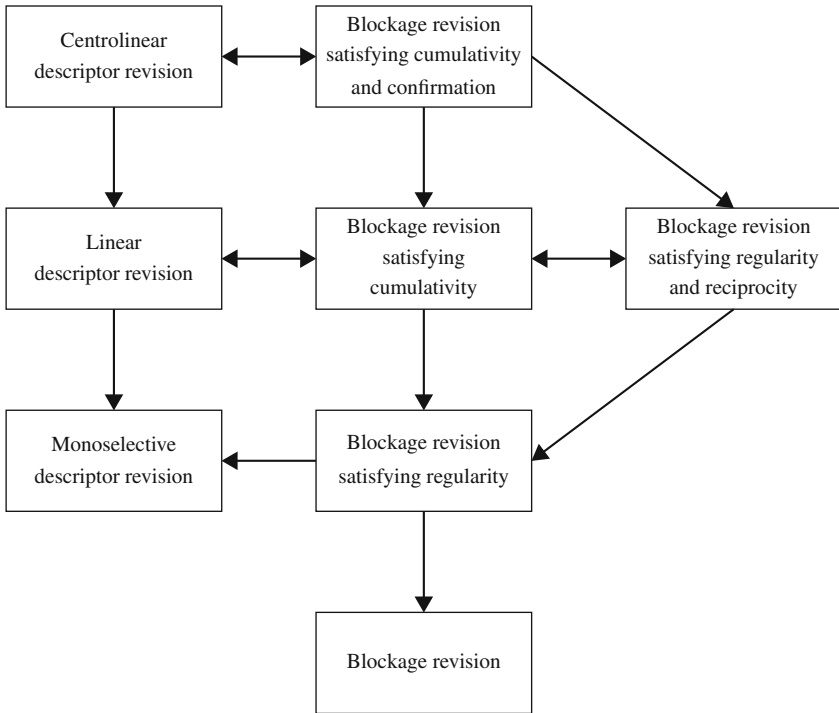 Centrolinear
descriptor revision
Blockage revision
satisfying cumulativity
and confirmation
Linear
descriptor revision
Blockage revision
satisfying
cumulativity
Blockage revision
satisfying regularity
and reciprocity
Monoselective
descriptor revision
Blockage revision
satisfying regularity
Blockage revision